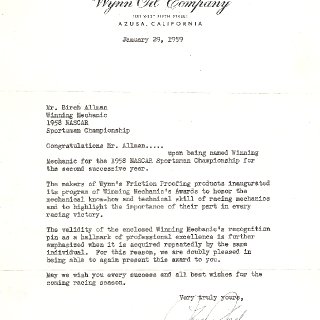 Wynn Oil Company
AZUSA, CALIFORNIA
January 29, 1959
Mr. Birch Allman
Winning Mechanic
1958 NASCAR
Sportsman Championship
Congratulations Mr. Allman.....
upon being named Winning
Mechanic for the 1958 NASCAR Sportsman Championship for
the second successive year.
The makers of Wynn's Friction Proofing products inaugurated
its program of Winning Mechanic's Awards to honor the
mechanical know-how and technical skill of racing mechanics
and to highlight the importance of their part in every
racing victory.
The validity of the enclosed Winning Mechanic's recognition
pin as a hallmark of professional excellence is further
emphasized when it is acquired repeatedly by the same
individual. For this reason, we are doubly pleased in
being able to again present this award to you.
May we wish you every success and all best wishes for the
coming racing season.
Very truly yours,